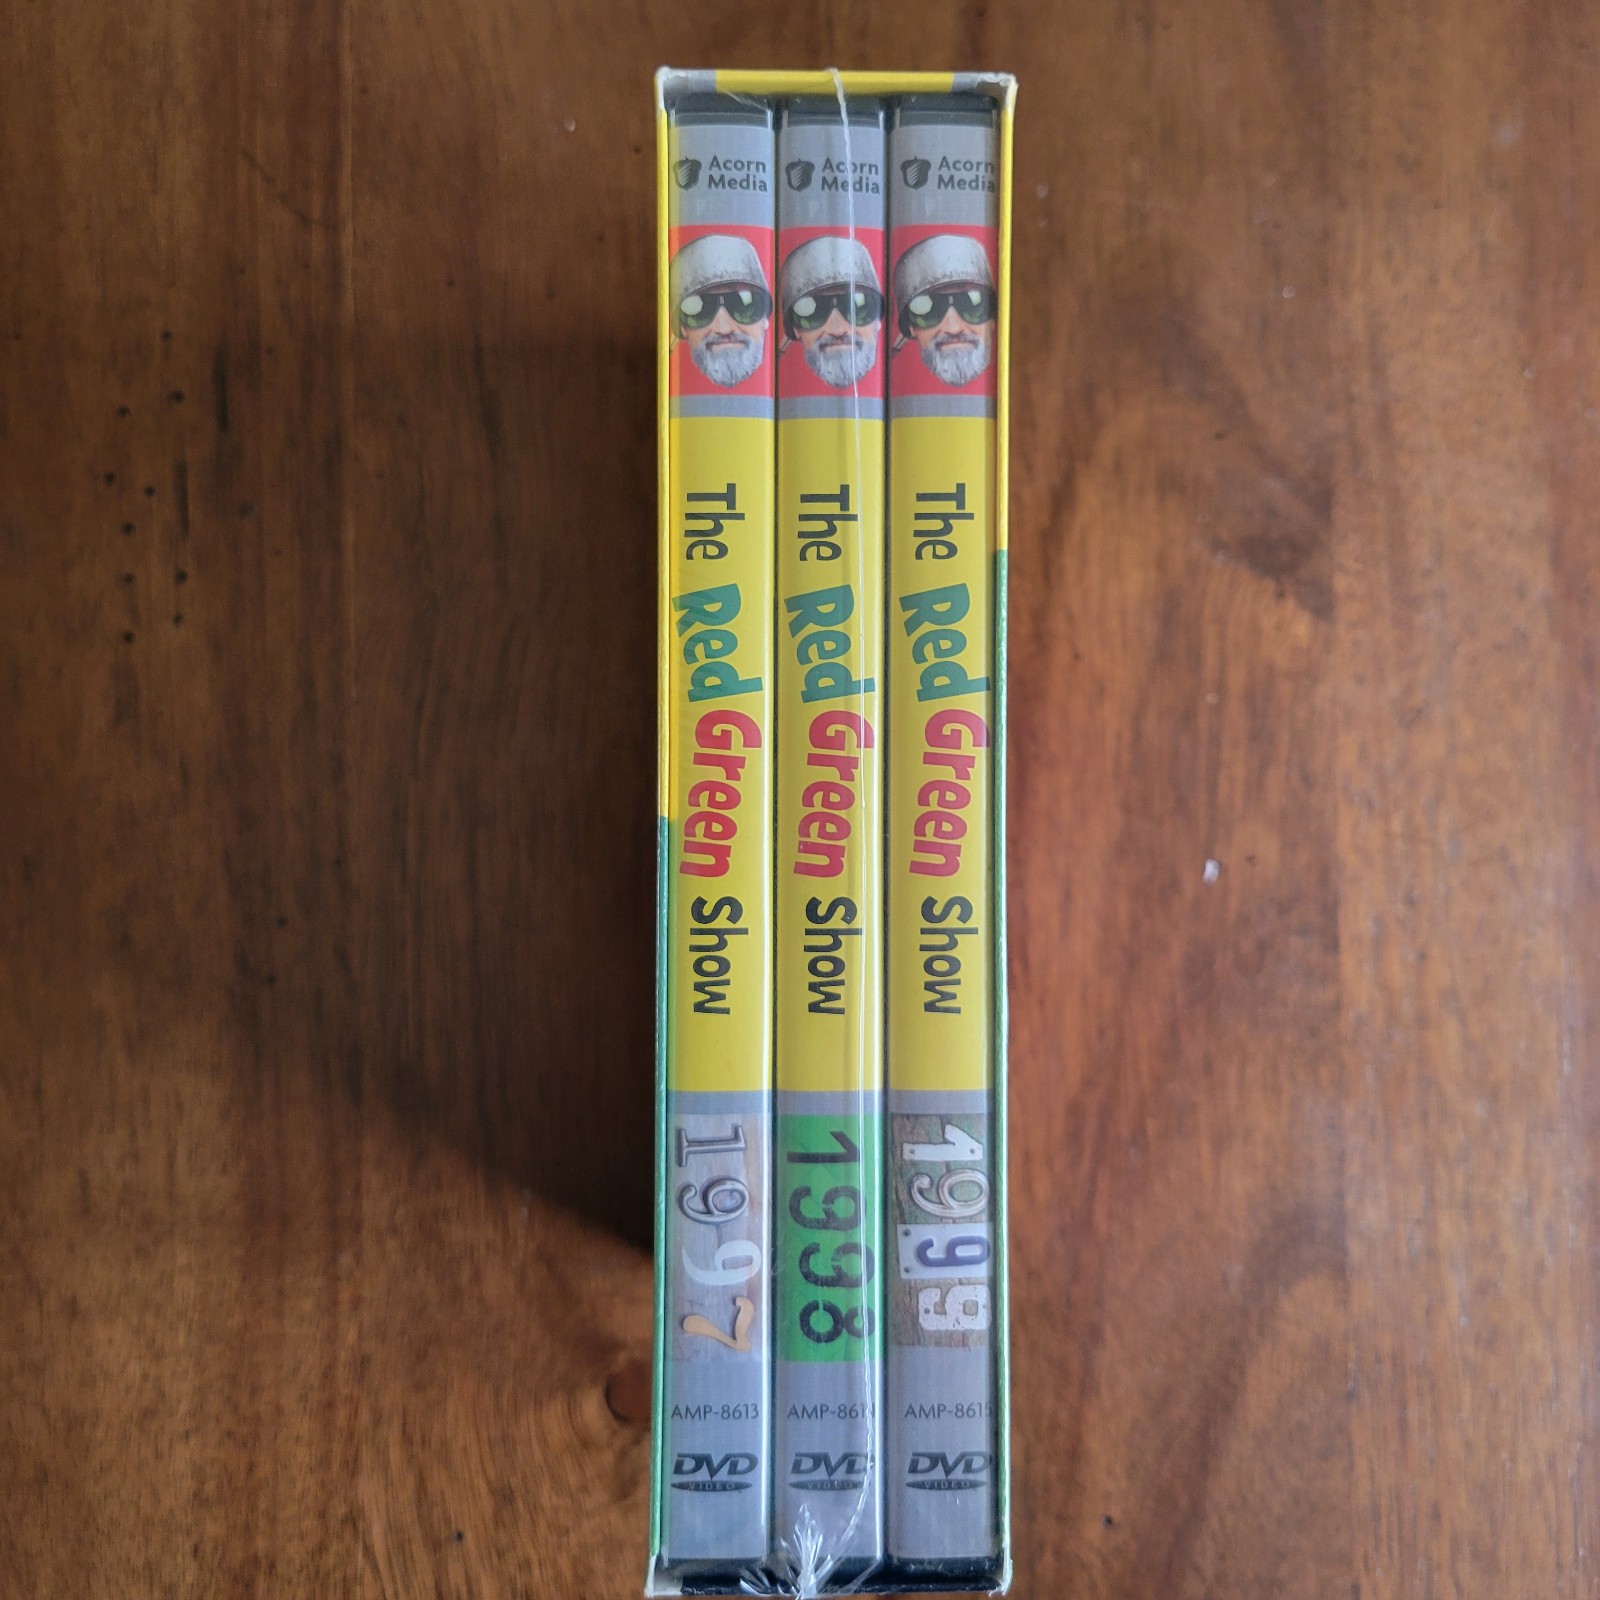 Acorn
Media
The Red Green Show
1997
AMP-8613
DVD
VIDEO
Acorn
Media
The Red Green Show
1998
AMP-8614
DVD
VIDEO
Acorn
Media
The Red Green Show
1999
AMP-8615
DVD
VIDEO